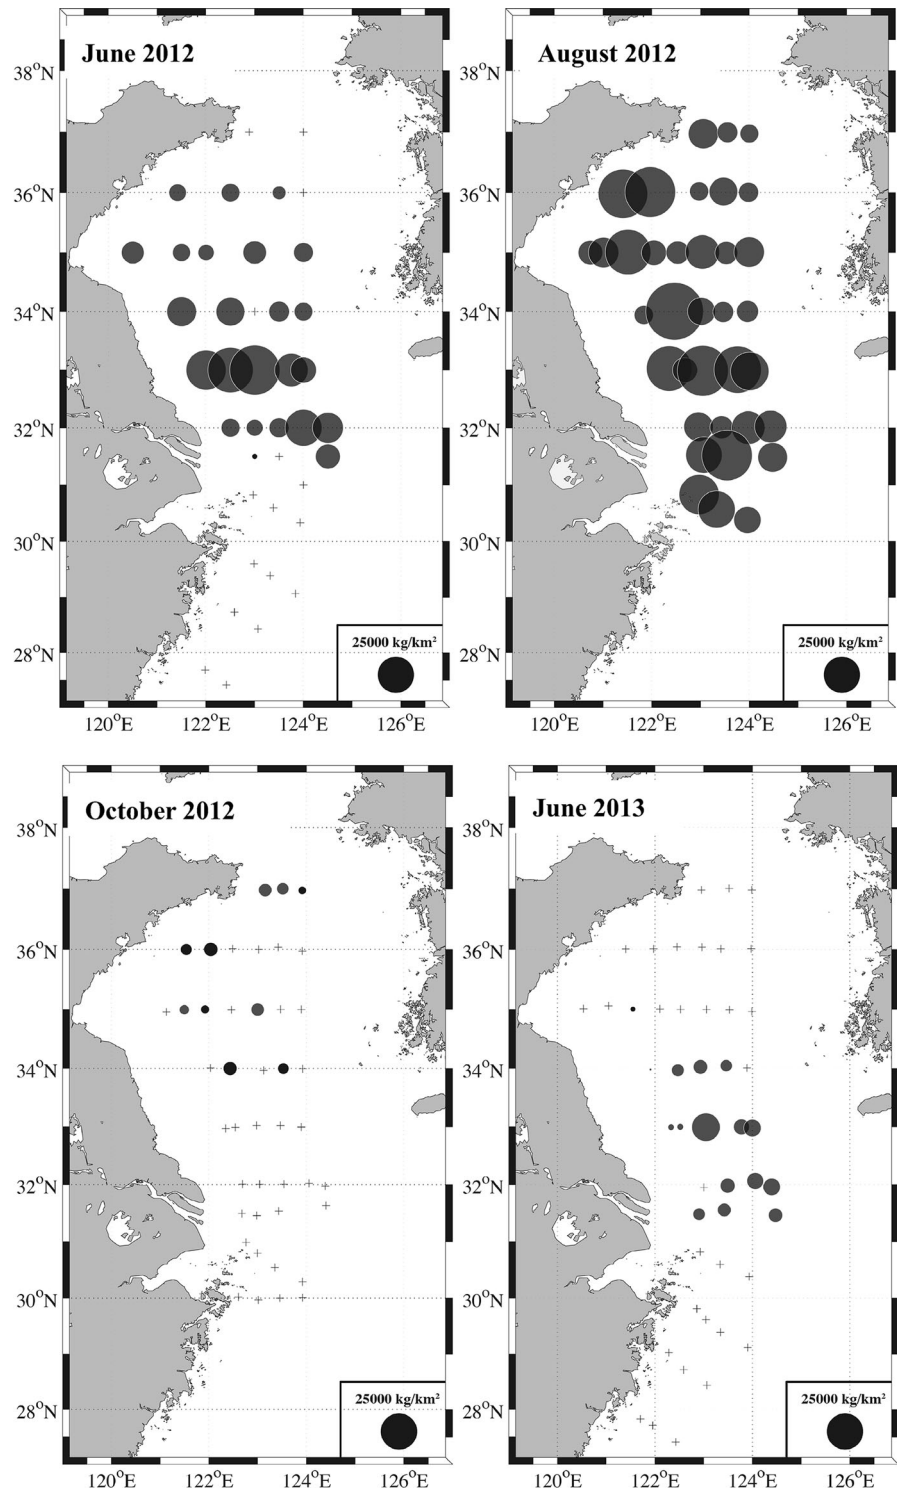 June 2012
38°N
36°N
34°N
32°N
30°N
28°N
25000 kg/km²
120°E 122°E 124°E 126°E
August 2012
38°N
36°N
34°N
32°N
30°N
28°N
25000 kg/km²
120°E 122°E 124°E 126°E
October 2012
38°N
36°N
34°N
32°N
30°N
28°N
25000 kg/km²
120°E 122°E 124°E 126°E
June 2013
38°N
36°N
34°N
32°N
30°N
28°N
25000 kg/km²
120°E 122°E 124°E 126°E